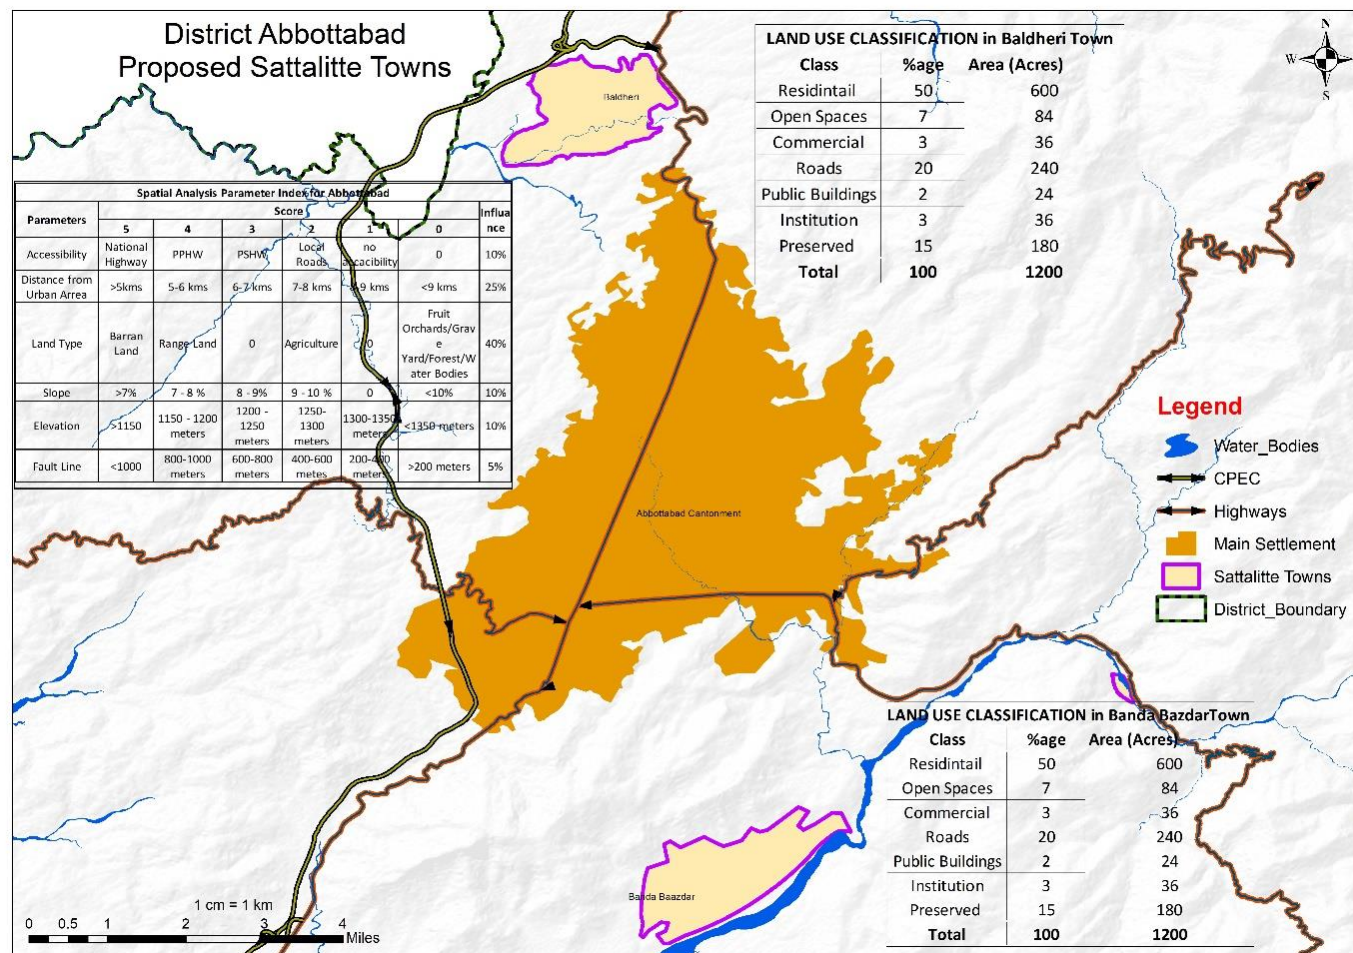 District Abbottabad
Proposed Sattalitte Towns
LAND USE CLASSIFICATION in Baldheri Town
Class %age Area (Acres)
Residintail 50 600
Open Spaces 7 84
Commercial 3 36
Roads 20 240
Public Buildings 2 24
Institution 3 36
Preserved 15 180
Total 100 1200
N
W E
S
Baldheri
Spatial Analysis Parameter Index for Abbottabad
Parameters Score Influa
nce
5 4 3 2 1 0
Accessibility National PPHW PSHW Local no 0 10%
Highway Roads accacibility
Distance from >5kms 5-6 kms 6-7 kms 7-8 kms -9 kms <9 kms 25%
Urban Area
Land Type Barran Range Land 0 Agriculture 0 Fruit 40%
Land Orchards/Grav
e
Yard/Forest/W
ater Bodies
Slope >7% 7 - 8 % 8 - 9% 9 - 10 % 0 <10% 10%
Elevation >1150 1150 - 1200 1200 - 1250- 1300-1350 <1350 meters 10%
meters 1250 1300 meters
meters meters
Fault Line <1000 800-1000 600-800 400-600 200-400 >200 meters 5%
meters meters metes meters
Abbottabad Cantonment
Legend
Water_Bodies
CPEC
Highways
Main Settlement
Sattalitte Towns
District_Boundary
LAND USE CLASSIFICATION in Banda BazdarTown
Class %age Area (Acres)
Residintail 50 600
Open Spaces 7 84
Commercial 3 36
Roads 20 240
Public Buildings 2 24
Institution 3 36
Preserved 15 180
Total 100 1200
Banda Baazdar
1 cm = 1 km
0 0.5 1 2 3 4
Miles